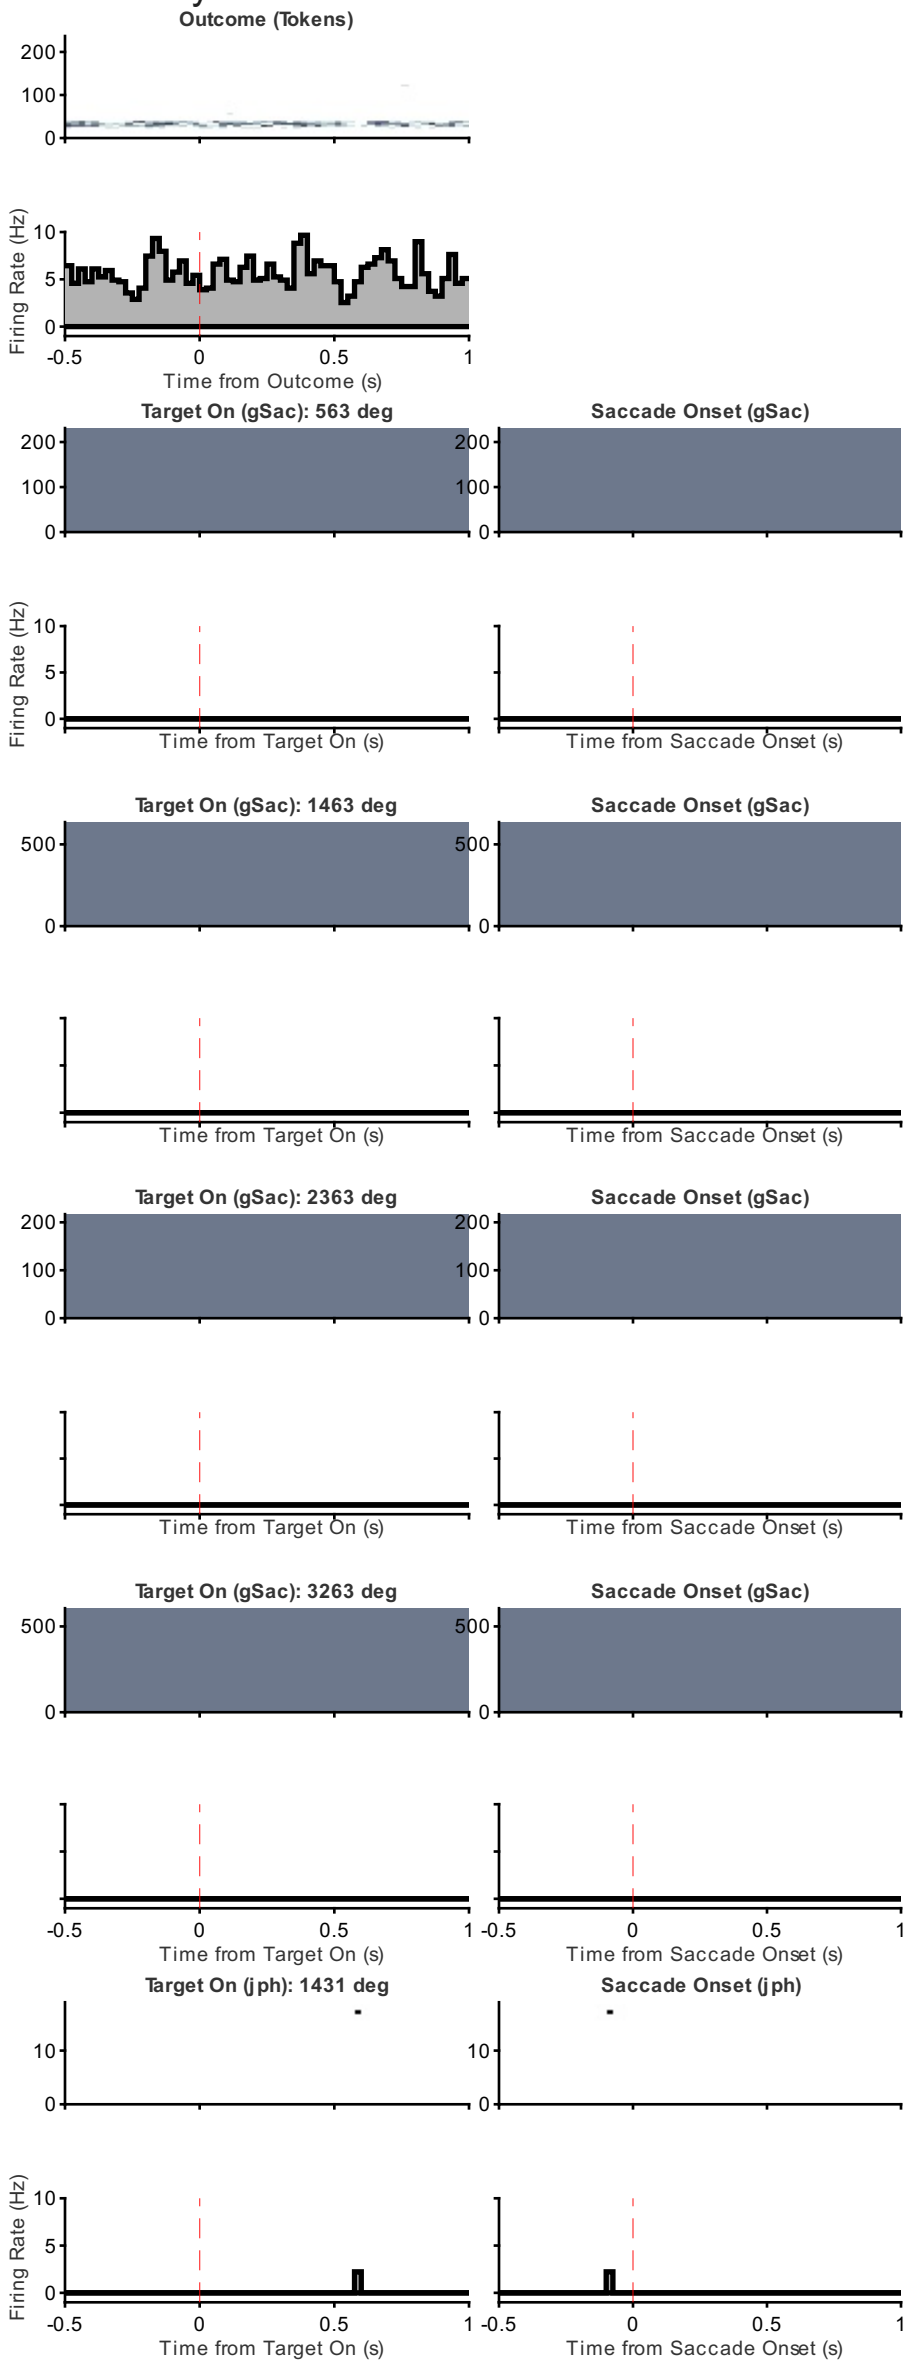 Outcome (Tokens)
200
100
0
Firing Rate (Hz)
10
5
0
-0.5 0 0.5 1
Time from Outcome (s)
Target On (gSac): 563 deg Saccade Onset (gSac)
200 200
100 100
0 0
Firing Rate (Hz)
10
5
0
Time from Target On (s) Time from Saccade Onset (s)
Target On (gSac): 1463 deg Saccade Onset (gSac)
500 500
0 0
Time from Target On (s) Time from Saccade Onset (s)
Target On (gSac): 2363 deg Saccade Onset (gSac)
200 200
100 100
0 0
Time from Target On (s) Time from Saccade Onset (s)
Target On (gSac): 3263 deg Saccade Onset (gSac)
500 500
0 0
-0.5 0 0.5 1 -0.5 0 0.5 1
Time from Target On (s) Time from Saccade Onset (s)
Target On (jph): 1431 deg Saccade Onset (jph)
10 10
0 0
Firing Rate (Hz)
10
5
0
-0.5 0 0.5 1 -0.5 0 0.5 1
Time from Target On (s) Time from Saccade Onset (s)